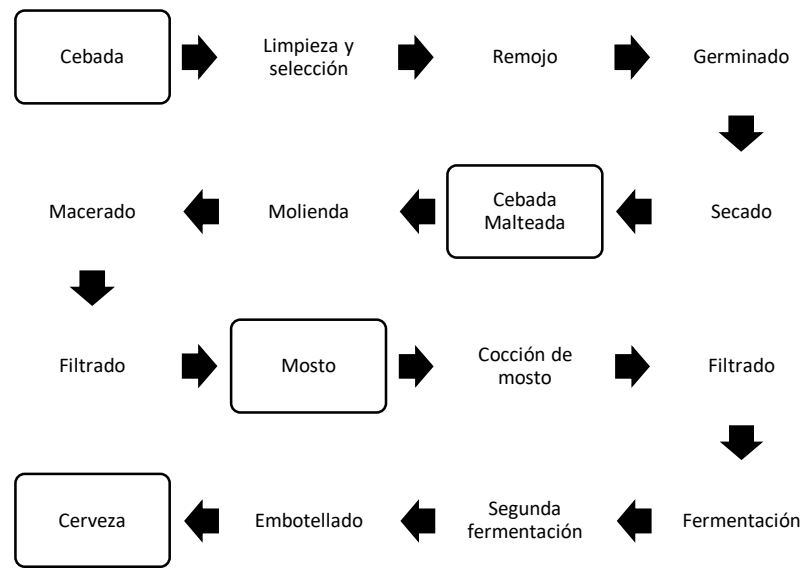 Cebada
Limpieza y
selección
Remojo
Germinado
Secado
Cebada
Malteada
Molienda
Macerado
Filtrado
Mosto
Cocción de
mosto
Filtrado
Fermentación
Segunda
fermentación
Embotellado
Cerveza